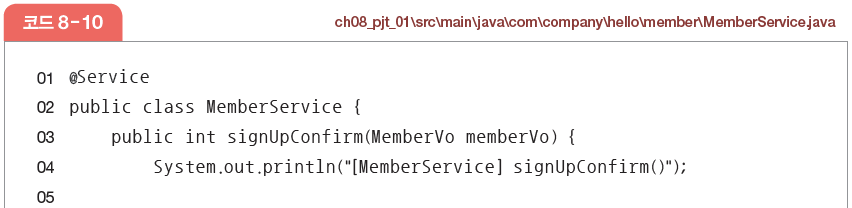 코드 8-10
ch08_pjt_01\src\main\java\com\company\hello\member\MemberService.java
01 @Service
02 public class MemberService {
03 public int signUpConfirm(MemberVo memberVo) {
04 System.out.println("[MemberService] signUpConfirm()");
05